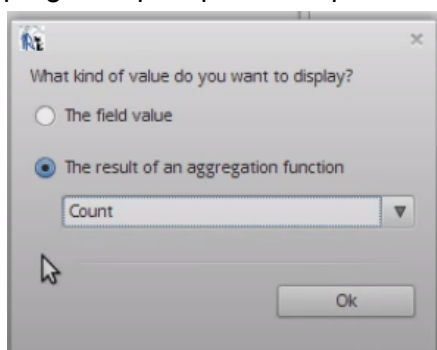 What kind of value do you want to display?
The field value
The result of an aggregation function
Count
Ok